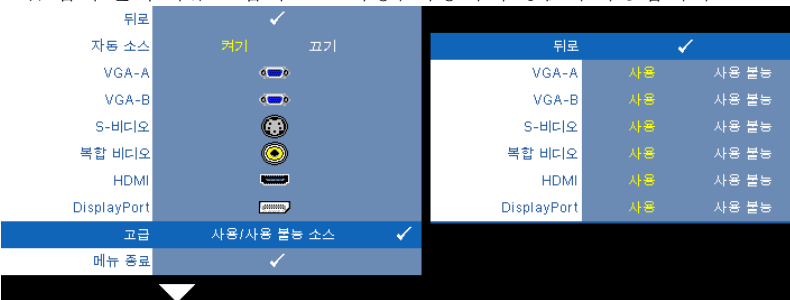 뒤로
자동 소스 켜기 끄기
VGA-A
VGA-B
S-비디오
복합 비디오
HDMI
DisplayPort
고급 사용/사용 불능 소스
메뉴 종료
뒤로
VGA-A 사용 사용 불능
VGA-B 사용 사용 불능
S-비디오 사용 사용 불능
복합 비디오 사용 사용 불능
HDMI 사용 사용 불능
DisplayPort 사용 사용 불능